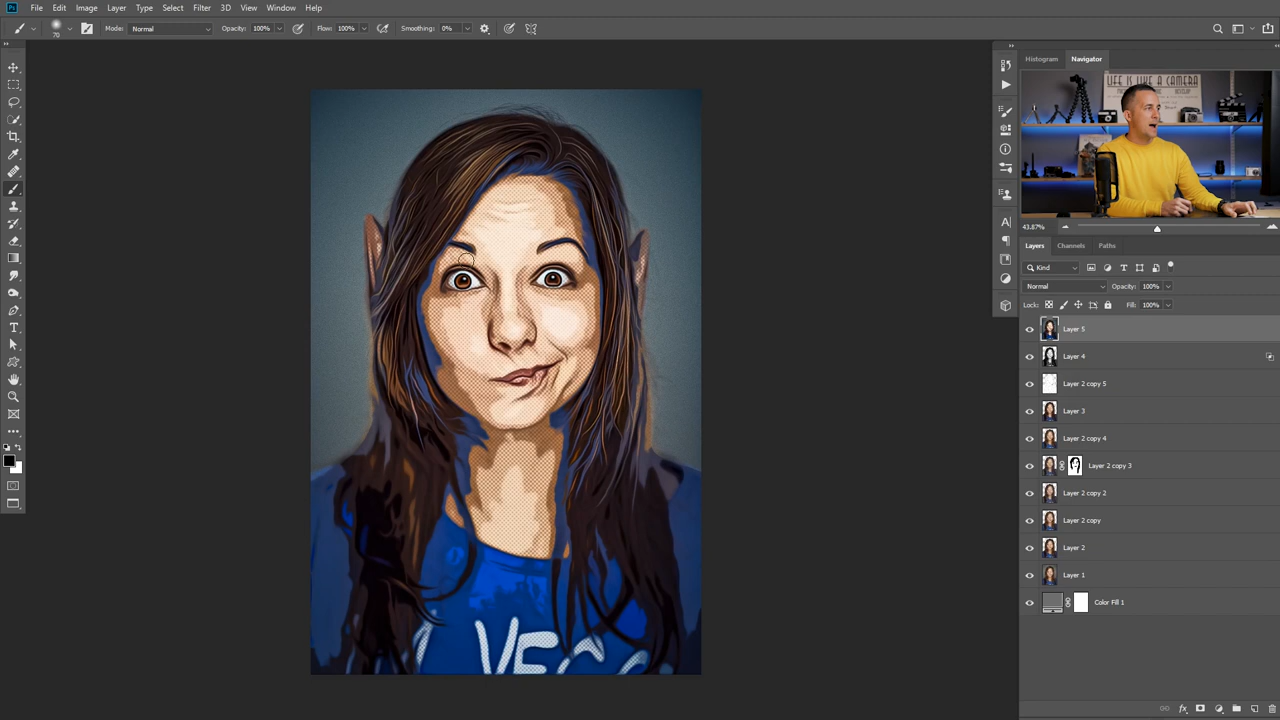 Ps File Edit Image Layer Type Select Filter 3D View Window Help
70 Mode: Normal Opacity: 100% Flow: 100% Smoothing: 0%
Histogram Navigator
LIFE IS LIKE A CAMERA
43.87%
Layers Channels Paths
Kind
Normal Opacity: 100%
Lock: Fill: 100%
Layer 5
Layer 4
Layer 2 copy 5
Layer 3
Layer 2 copy 4
Layer 2 copy 3
Layer 2 copy 2
Layer 2 copy
Layer 2
Layer 1
Color Fill 1